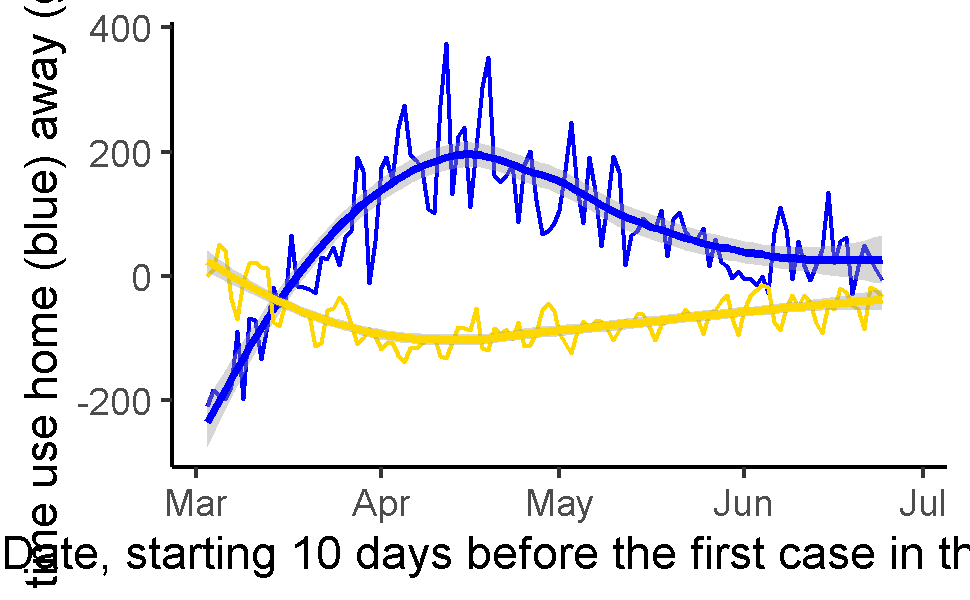 400
200
0
-200
time use home (blue) away (
Mar Apr May Jun Jul
Date, starting 10 days before the first case in th